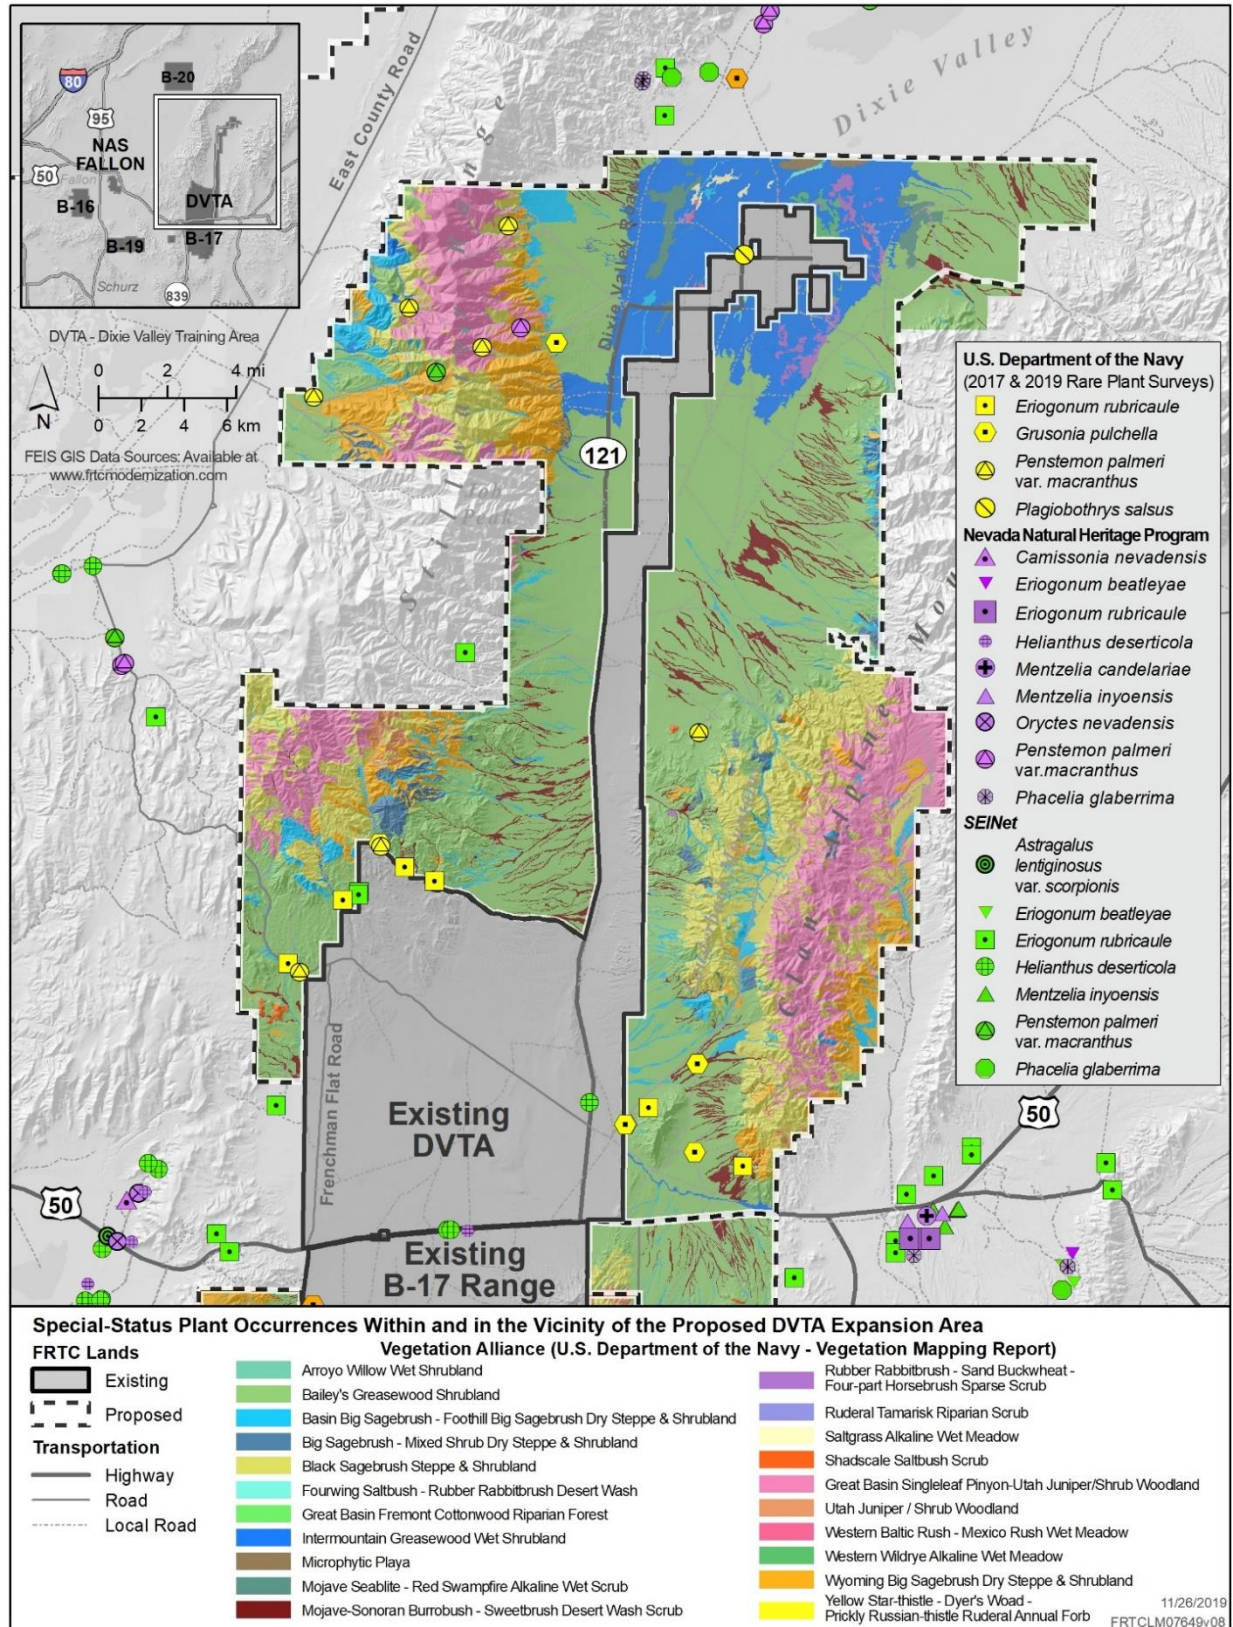 80
B-20
95
NAS
FALLON
50
Fallon
B-16
DVTA
B-19
B-17
Schurz
839
Gabbs
East County Road
Dixie Valley
Dixie Valley Road
DVTA - Dixie Valley Training Area
0 2 4 mi
0 2 4 6 km
N
FEIS GIS Data Sources: Available at
www.frtcmodernization.com
121
Job
Peak
Clan Alpine
Frenchman Flat Road
Existing
DVTA
50
50
Existing
B-17 Range
U.S. Department of the Navy
(2017 & 2019 Rare Plant Surveys)
Eriogonum rubricaule
Grusonia pulchella
Penstemon palmeri
var. macranthus
Plagiobothrys salsus
Nevada Natural Heritage Program
Camissonia nevadensis
Eriogonum beatleyae
Eriogonum rubricaule
Helianthus deserticola
Mentzelia candelariae
Mentzelia inyoensis
Oryctes nevadensis
Penstemon palmeri
var.macranthus
Phacelia glaberrima
SEINet
Astragalus
lentiginosus
var. scorpionis
Eriogonum beatleyae
Eriogonum rubricaule
Helianthus deserticola
Mentzelia inyoensis
Penstemon palmeri
var. macranthus
Phacelia glaberrima
Special-Status Plant Occurrences Within and in the Vicinity of the Proposed DVTA Expansion Area
FRTC Lands
Existing
Proposed
Transportation
Highway
Road
Local Road
Vegetation Alliance (U.S. Department of the Navy - Vegetation Mapping Report)
Arroyo Willow Wet Shrubland
Bailey's Greasewood Shrubland
Basin Big Sagebrush - Foothill Big Sagebrush Dry Steppe & Shrubland
Big Sagebrush - Mixed Shrub Dry Steppe & Shrubland
Black Sagebrush Steppe & Shrubland
Fourwing Saltbush - Rubber Rabbitbrush Desert Wash
Great Basin Fremont Cottonwood Riparian Forest
Intermountain Greasewood Wet Shrubland
Microphytic Playa
Mojave Seablite - Red Swampfire Alkaline Wet Scrub
Mojave-Sonoran Burrobush - Sweetbrush Desert Wash Scrub
Rubber Rabbitbrush - Sand Buckwheat -
Four-part Horsebrush Sparse Scrub
Ruderal Tamarisk Riparian Scrub
Saltgrass Alkaline Wet Meadow
Shadscale Saltbush Scrub
Great Basin Singleleaf Pinyon-Utah Juniper/Shrub Woodland
Utah Juniper / Shrub Woodland
Western Baltic Rush - Mexico Rush Wet Meadow
Western Wildrye Alkaline Wet Meadow
Wyoming Big Sagebrush Dry Steppe & Shrubland
Yellow Star-thistle - Dyer's Woad -
Prickly Russian-thistle Ruderal Annual Forb
11/26/2019
FRTCLM07649v08